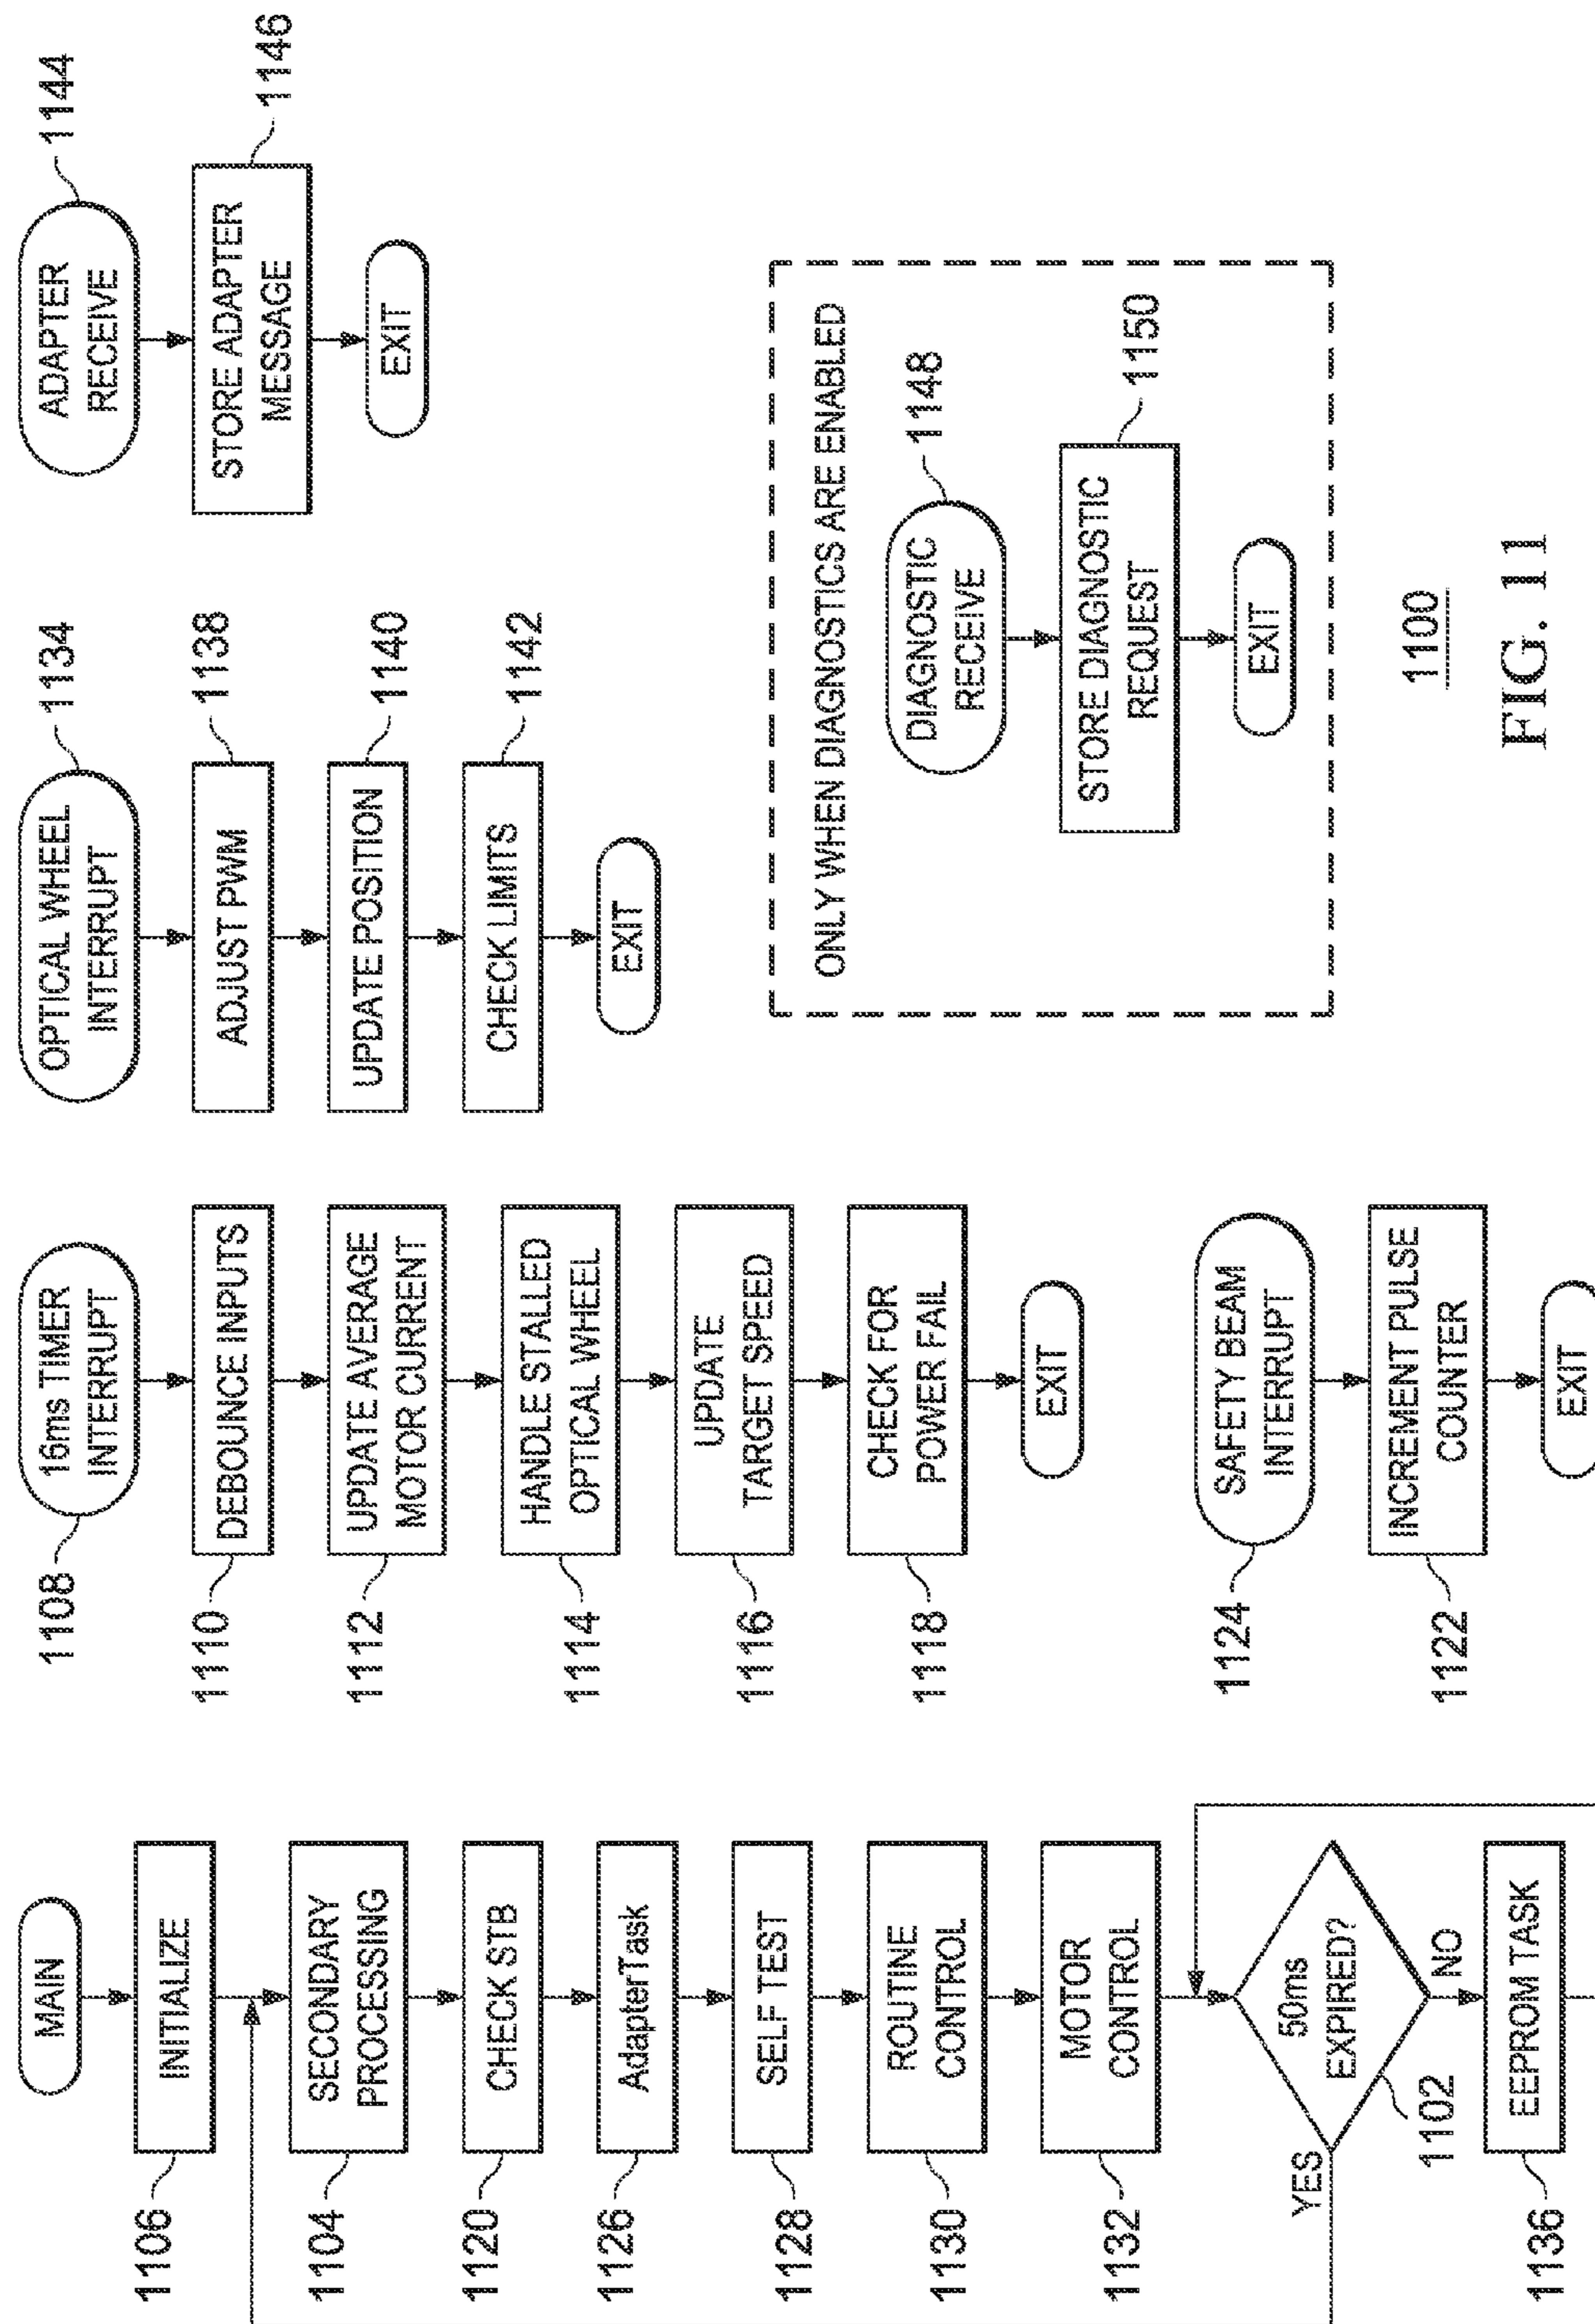 MAIN
1106
INITIALIZE
1104
SECONDARY
PROCESSING
1120
CHECK STB
1126
AdapterTask
1128
SELF TEST
1130
ROUTINE
CONTROL
1132
MOTOR
CONTROL
50ms
EXPIRED?
YES
1102
NO
1136
EEPROM TASK
1108
16ms TIMER
INTERRUPT
1110
DEBOUNCE INPUTS
1112
UPDATE AVERAGE
MOTOR CURRENT
1114
HANDLE STALLED
OPTICAL WHEEL
1116
UPDATE
TARGET SPEED
1118
CHECK FOR
POWER FAIL
EXIT
1124
SAFETY BEAM
INTERRUPT
1122
INCREMENT PULSE
COUNTER
EXIT
OPTICAL WHEEL
INTERRUPT
1134
ADJUST PWM
1138
UPDATE POSITION
1140
CHECK LIMITS
1142
EXIT
ADAPTER
RECEIVE
1144
STORE ADAPTER
MESSAGE
1146
EXIT
ONLY WHEN DIAGNOSTICS ARE ENABLED
DIAGNOSTIC
RECEIVE
1148
STORE DIAGNOSTIC
REQUEST
1150
EXIT
1100
FIG. 11